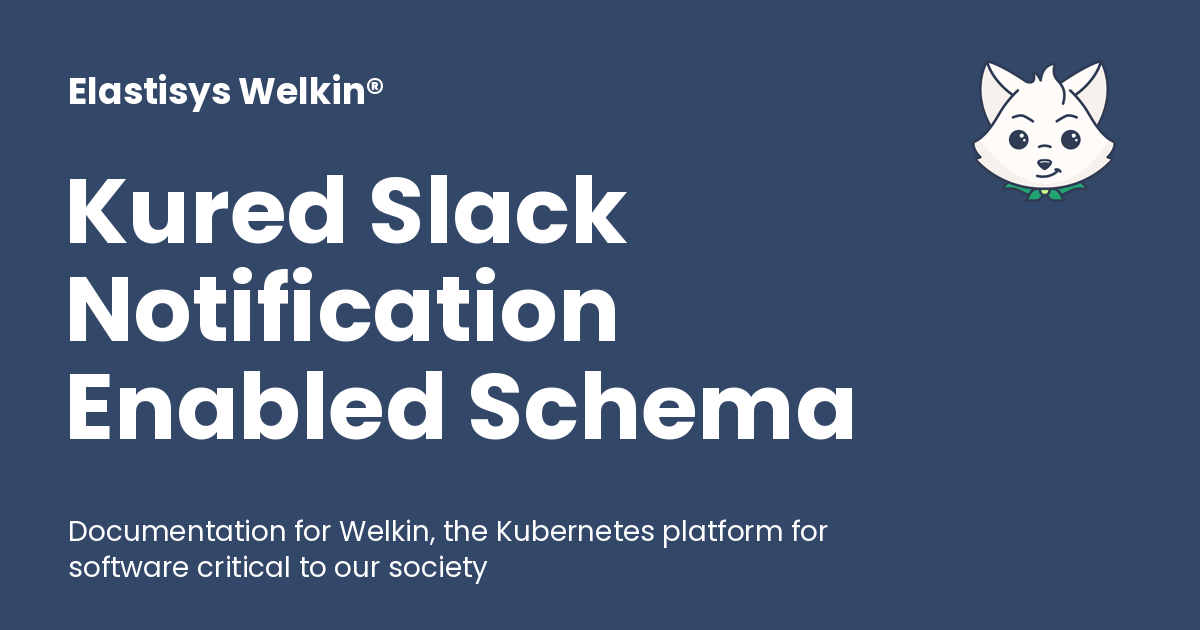 Elastisys Welkin®
Kured Slack
Notification
Enabled Schema
Documentation for Welkin, the Kubernetes platform for
software critical to our society